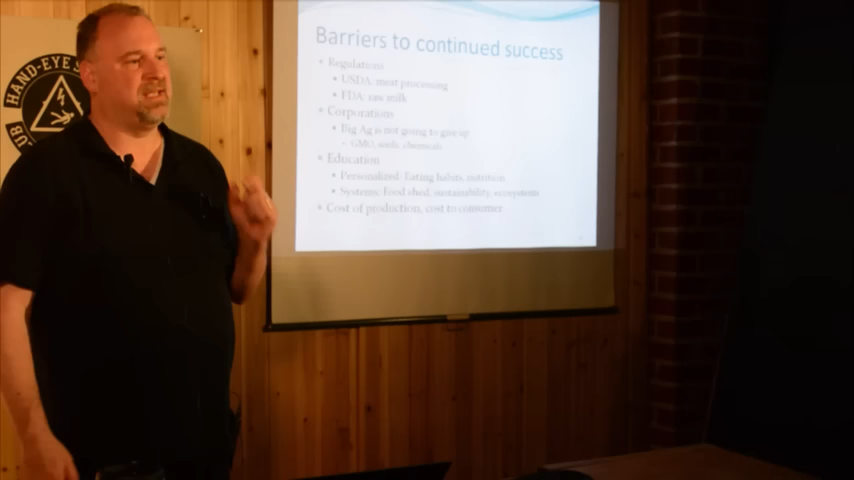 HAND-EYE S
UB
Barriers to continued success
• Regulations
• USDA: meat processing
• FDA: raw milk
• Corporations
• Big Ag is not going to give up
– GMO, seeds, chemicals
• Education
• Personalized: Eating habits, nutrition
• Systems: Food shed, sustainability, ecosystems
• Cost of production, cost to consumer